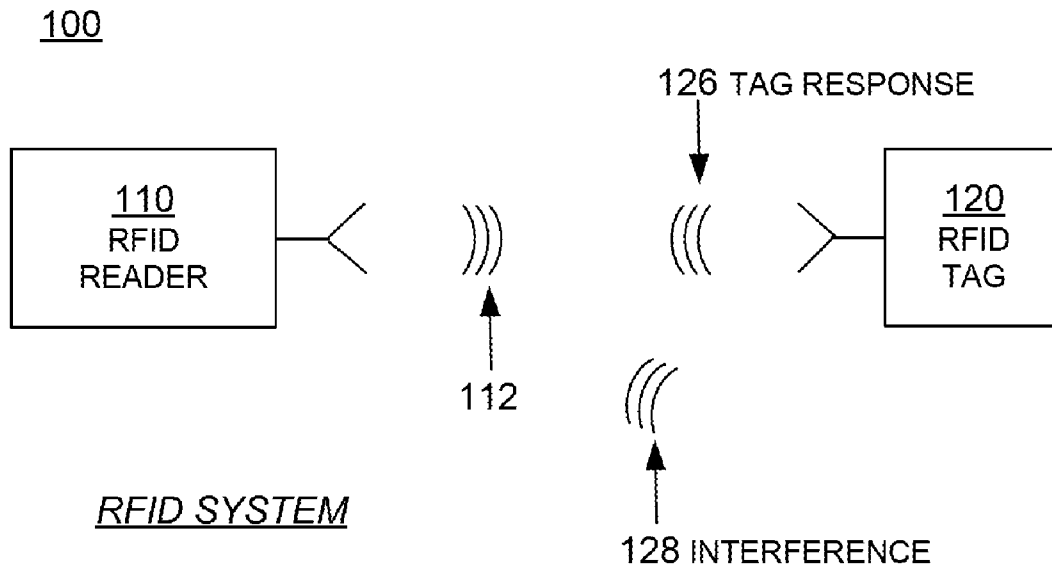 100
126 TAG RESPONSE
110
RFID
READER
120
RFID
TAG
112
RFID SYSTEM
128 INTERFERENCE